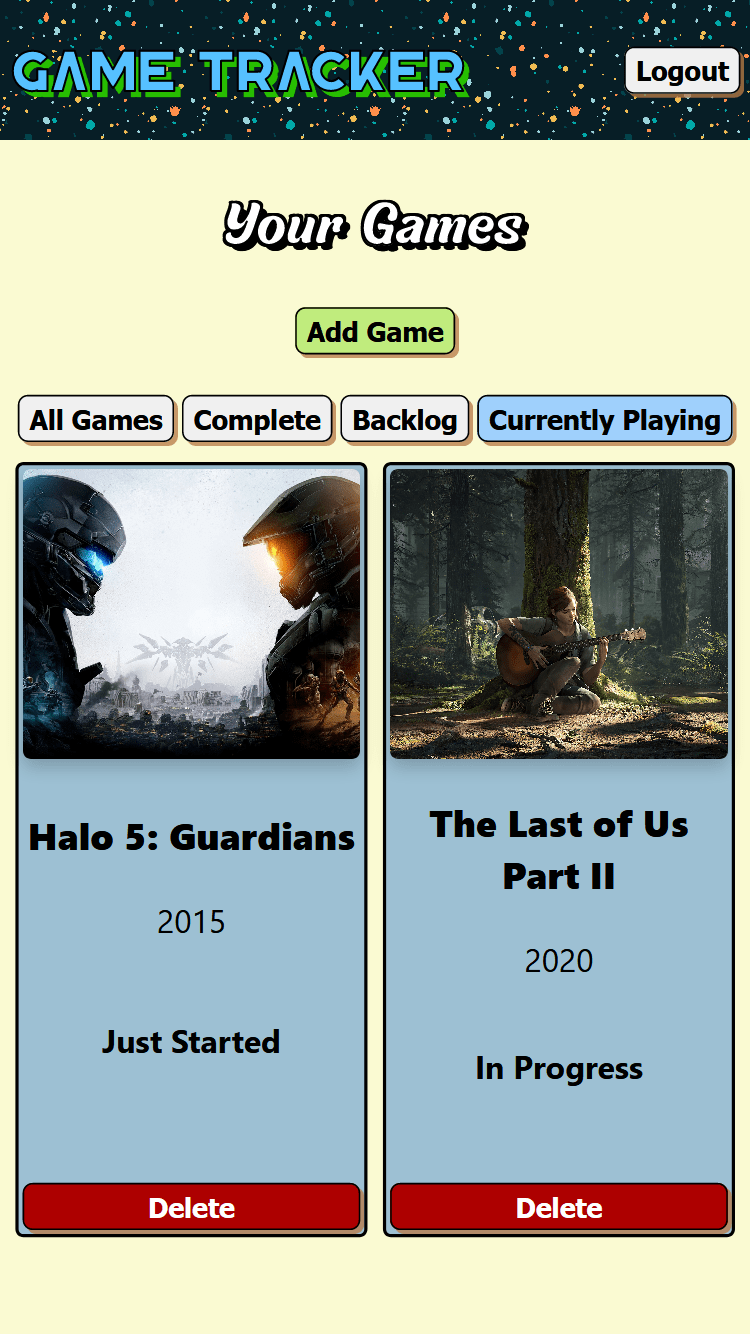 GAME TRACKER
Logout
Your Games
Add Game
All Games
Complete
Backlog
Currently Playing
Halo 5: Guardians
2015
Just Started
Delete
The Last of Us
Part II
2020
In Progress
Delete